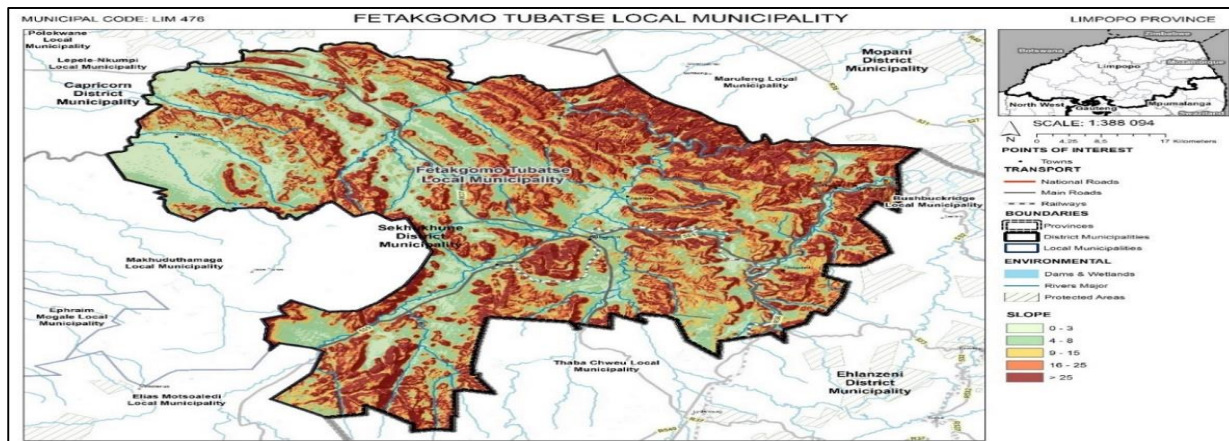 MUNICIPAL CODE: LIM 476
FETAKGOMO TUBATSE LOCAL MUNICIPALITY
LIMPOPO PROVINCE
Polokwane
Local
Municipality
Lepele-Nkumpi
Local Municipality
Capricorn
District
Municipality
Mopani
District
Municipality
Maruleng Local
Municipality
Fetakgomo Tubatse
Local Municipality
Bushbuckridge
Local Municipality
Sekhukhune
District
Municipality
Makhuduthamaga
Local Municipality
Ephraim
Mogale Local
Municipality
Elias Motsoaledi
Local Municipality
Thaba Chweu Local
Municipality
Ehlanzeni
District
Municipality
Zimbabwe
Botswana
Limpopo
Mozambique
North West
Gauteng
Mpumalanga
SCALE: 1:388 094
N
0 4,25 8,5 17 Kilometers
POINTS OF INTEREST
Towns
TRANSPORT
National Roads
Main Roads
Railways
BOUNDARIES
Provinces
District Municipalities
Local Municipalities
ENVIRONMENTAL
Dams & Wetlands
Rivers Major
Protected Areas
SLOPE
0 - 3
4 - 8
9 - 15
16 - 25
> 25